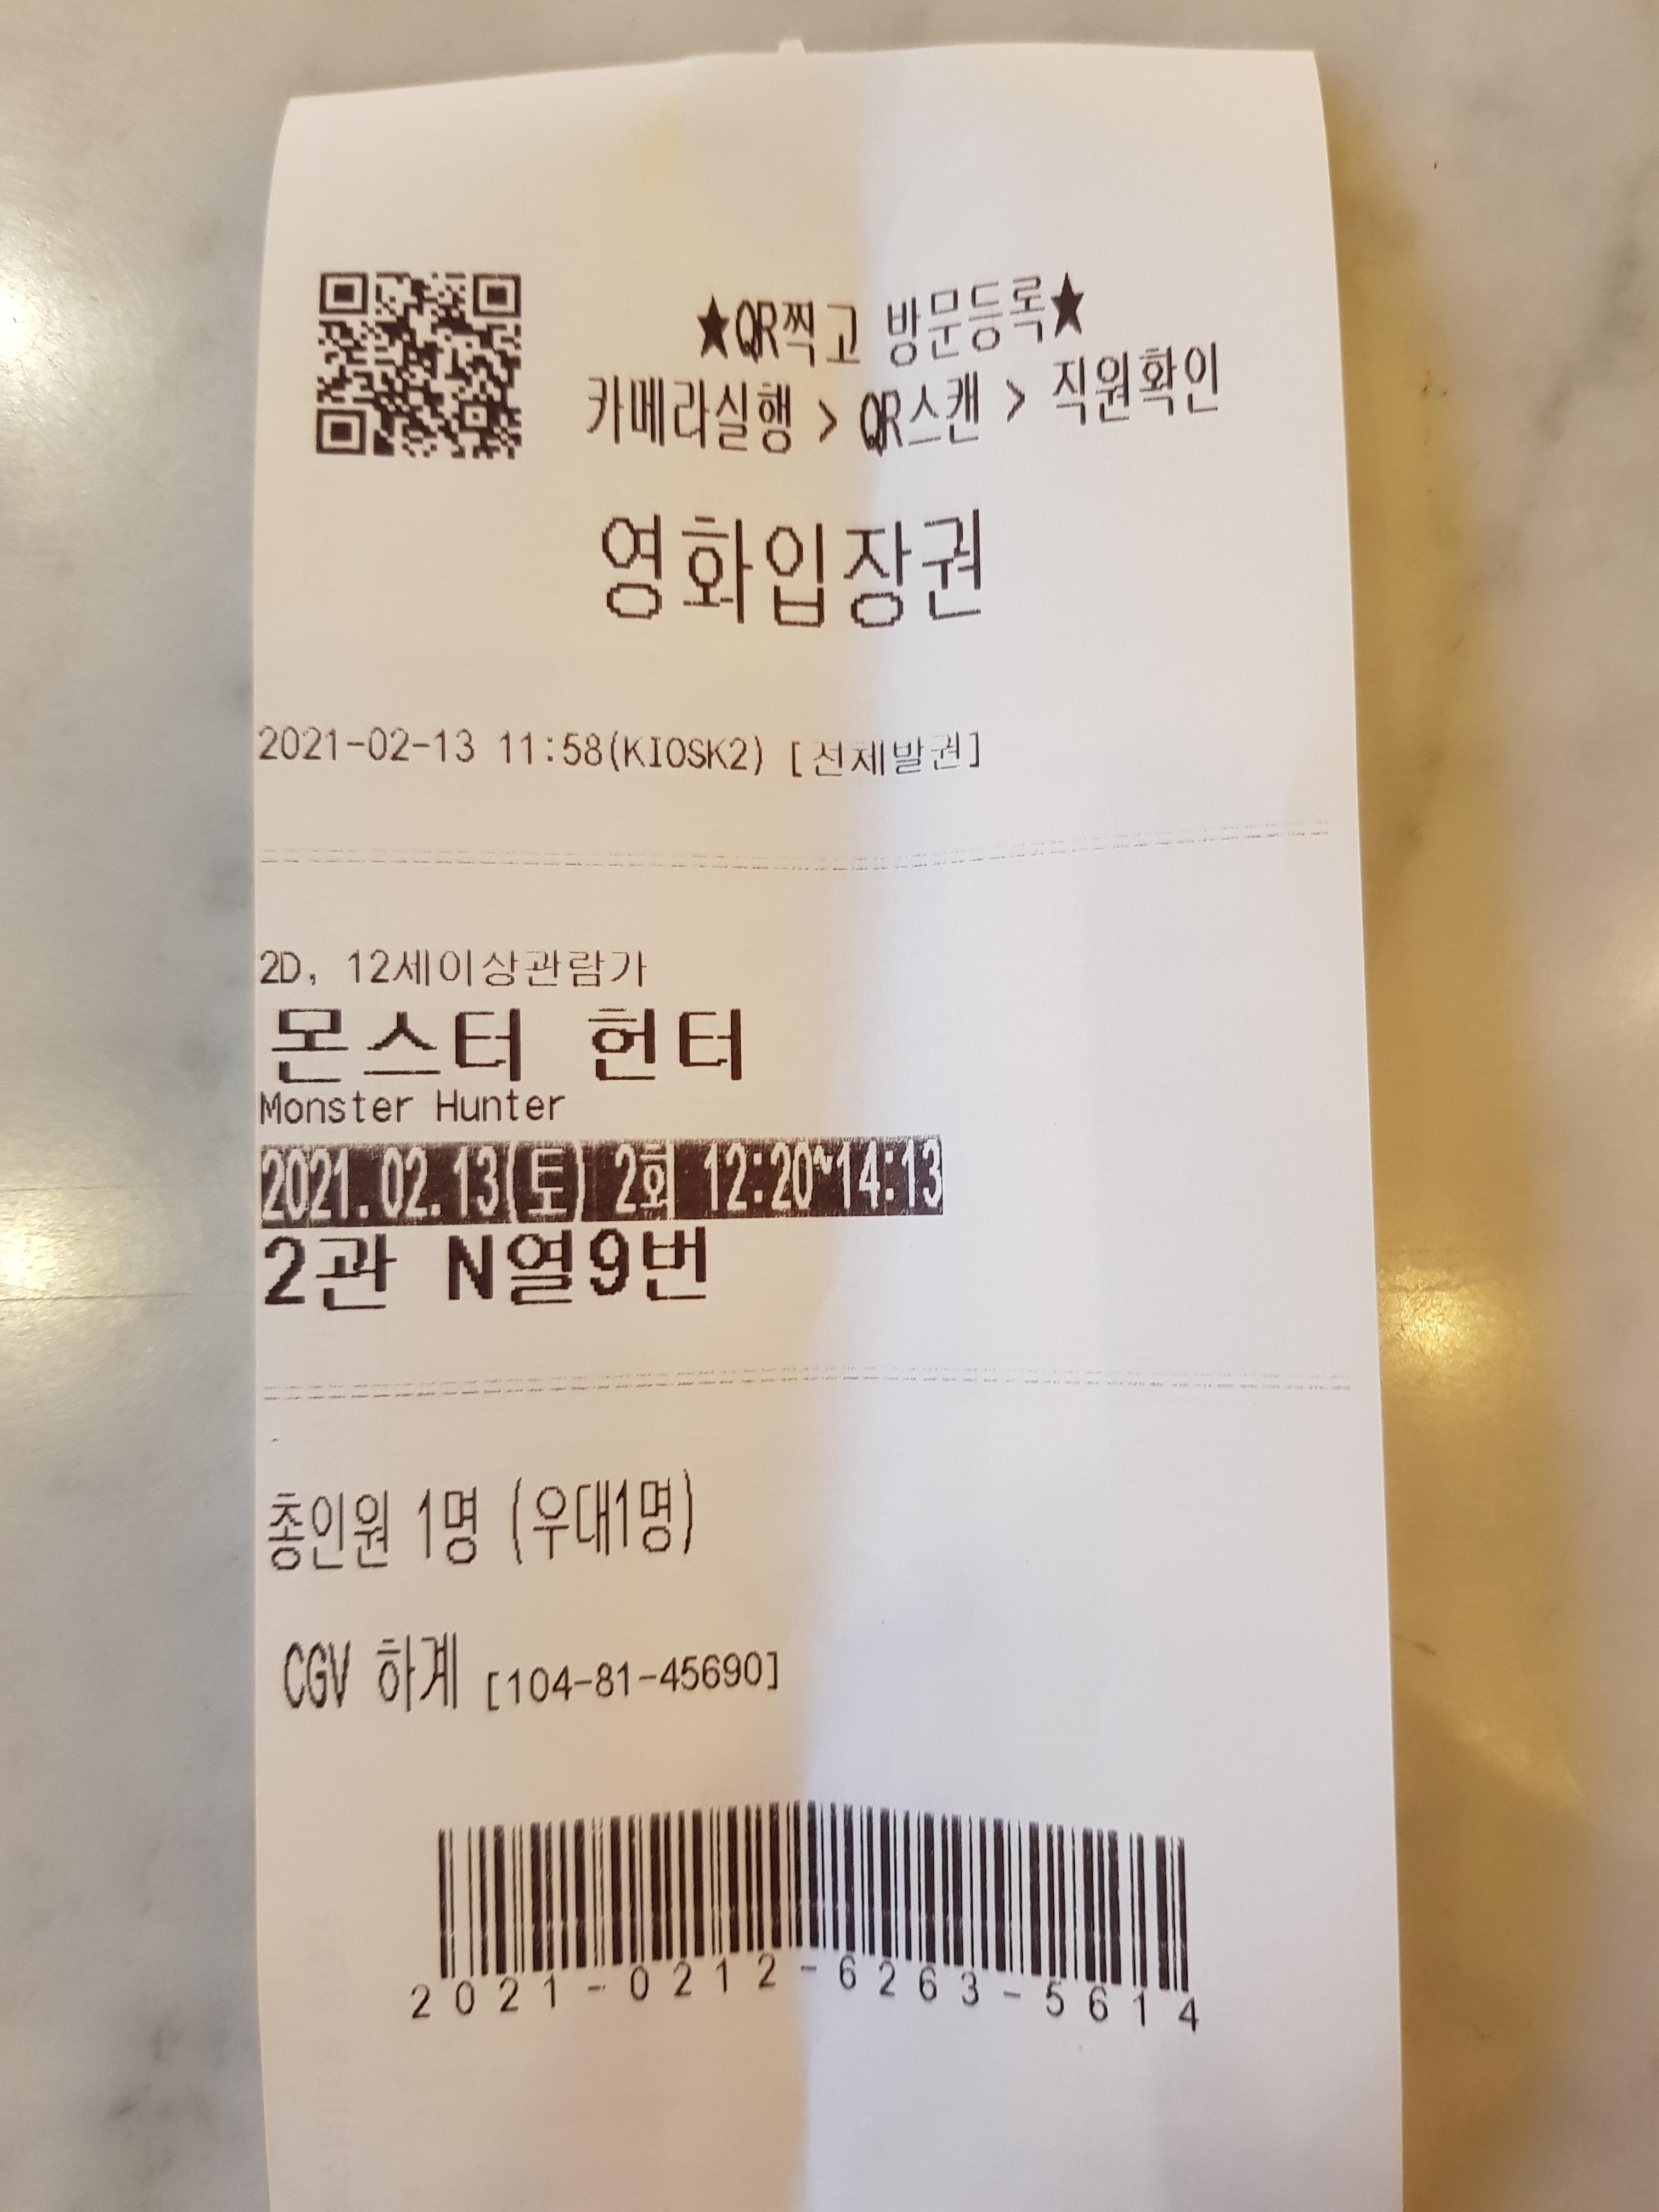 ★QR찍고 방문등록★
카메라실행 > QR스캔 > 직원확인
영화입장권
2021-02-13 11:58(KIOSK2) [전체발권]
2D, 12세이상관람가
몬스터 헌터
Monster Hunter
2021.02.13(토) 2회 12:20~14:13
2관 N열9번
총인원 1명 (우대1명)
CGV 하계 [104-81-45690]
2021-0212-6263-5614